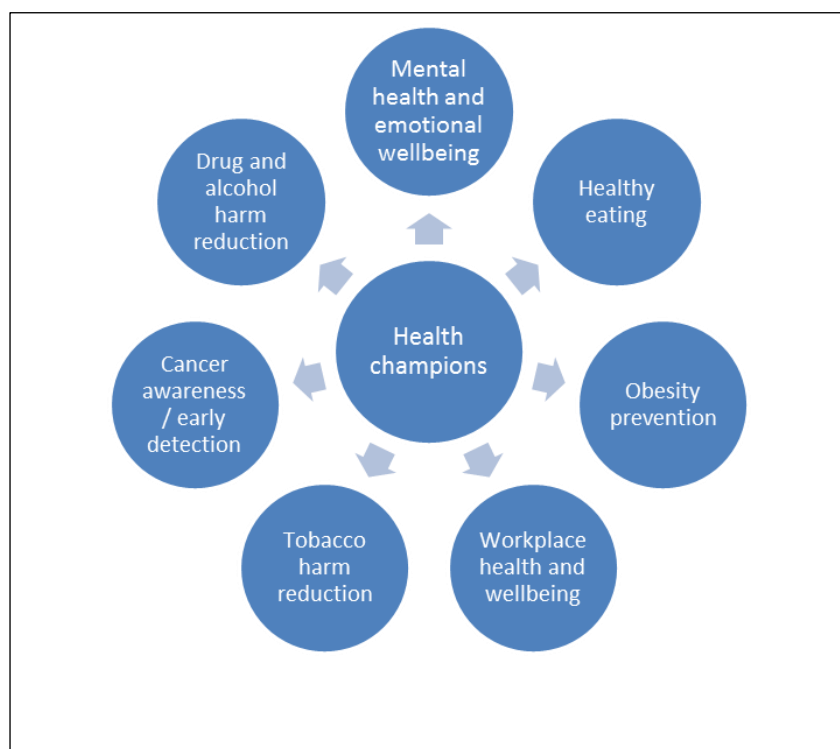 Mental
health and
emotional
wellbeing
Healthy
eating
Obesity
prevention
Workplace
health and
wellbeing
Tobacco
harm
reduction
Cancer
awareness
/ early
detection
Drug and
alcohol
harm
reduction
Health
champions